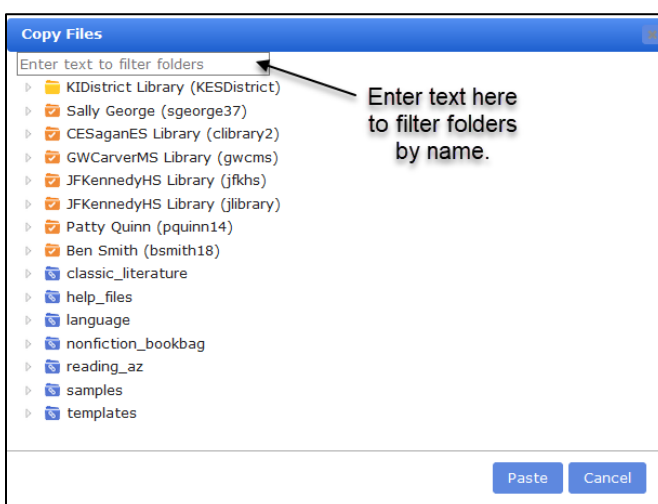 Copy Files
Enter text to filter folders
KIDistrict Library (KESDistrict)
Sally George (sgeorge37)
CESaganES Library (clibrary2)
GWCarverMS Library (gwcms)
JFKennedyHS Library (jfkhs)
JFKennedyHS Library (jlibrary)
Patty Quinn (pquinn14)
Ben Smith (bsmith18)
classic_literature
help_files
language
nonfiction_bookbag
reading_az
samples
templates
Enter text here
to filter folders
by name.
Paste
Cancel